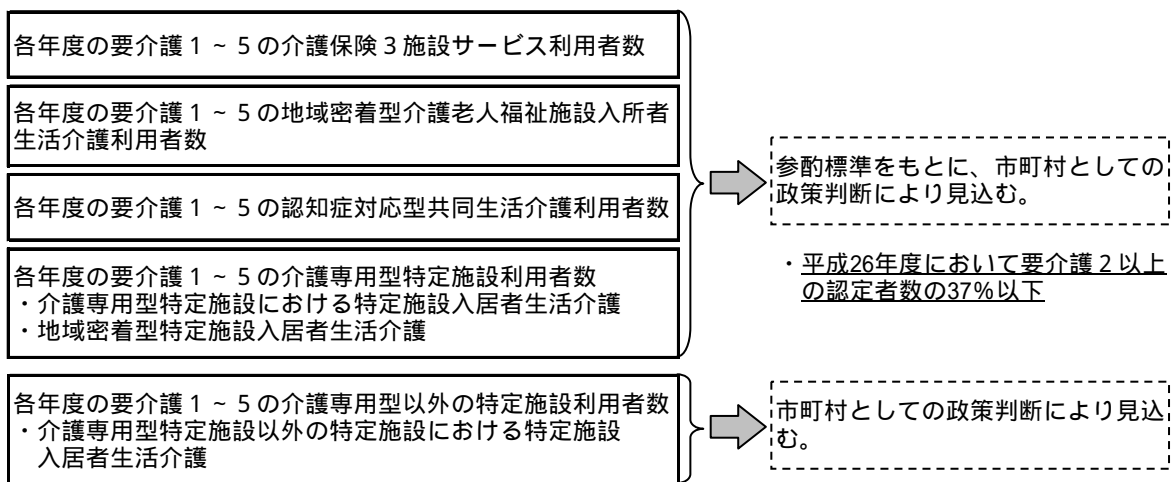 各年度の要介護１～５の介護保険３施設サービス利用者数
各年度の要介護１～５の地域密着型介護老人福祉施設入所者
生活介護利用者数
各年度の要介護１～５の認知症対応型共同生活介護利用者数
各年度の要介護１～５の介護専用型特定施設利用者数
・介護専用型特定施設における特定施設入居者生活介護
・地域密着型特定施設入居者生活介護
参酌標準をもとに、市町村としての
政策判断により見込む。
・平成26年度において要介護２以上
の認定者数の37％以下
各年度の要介護１～５の介護専用型以外の特定施設利用者数
・介護専用型特定施設以外の特定施設における特定施設
入居者生活介護
市町村としての政策判断により見込
む。